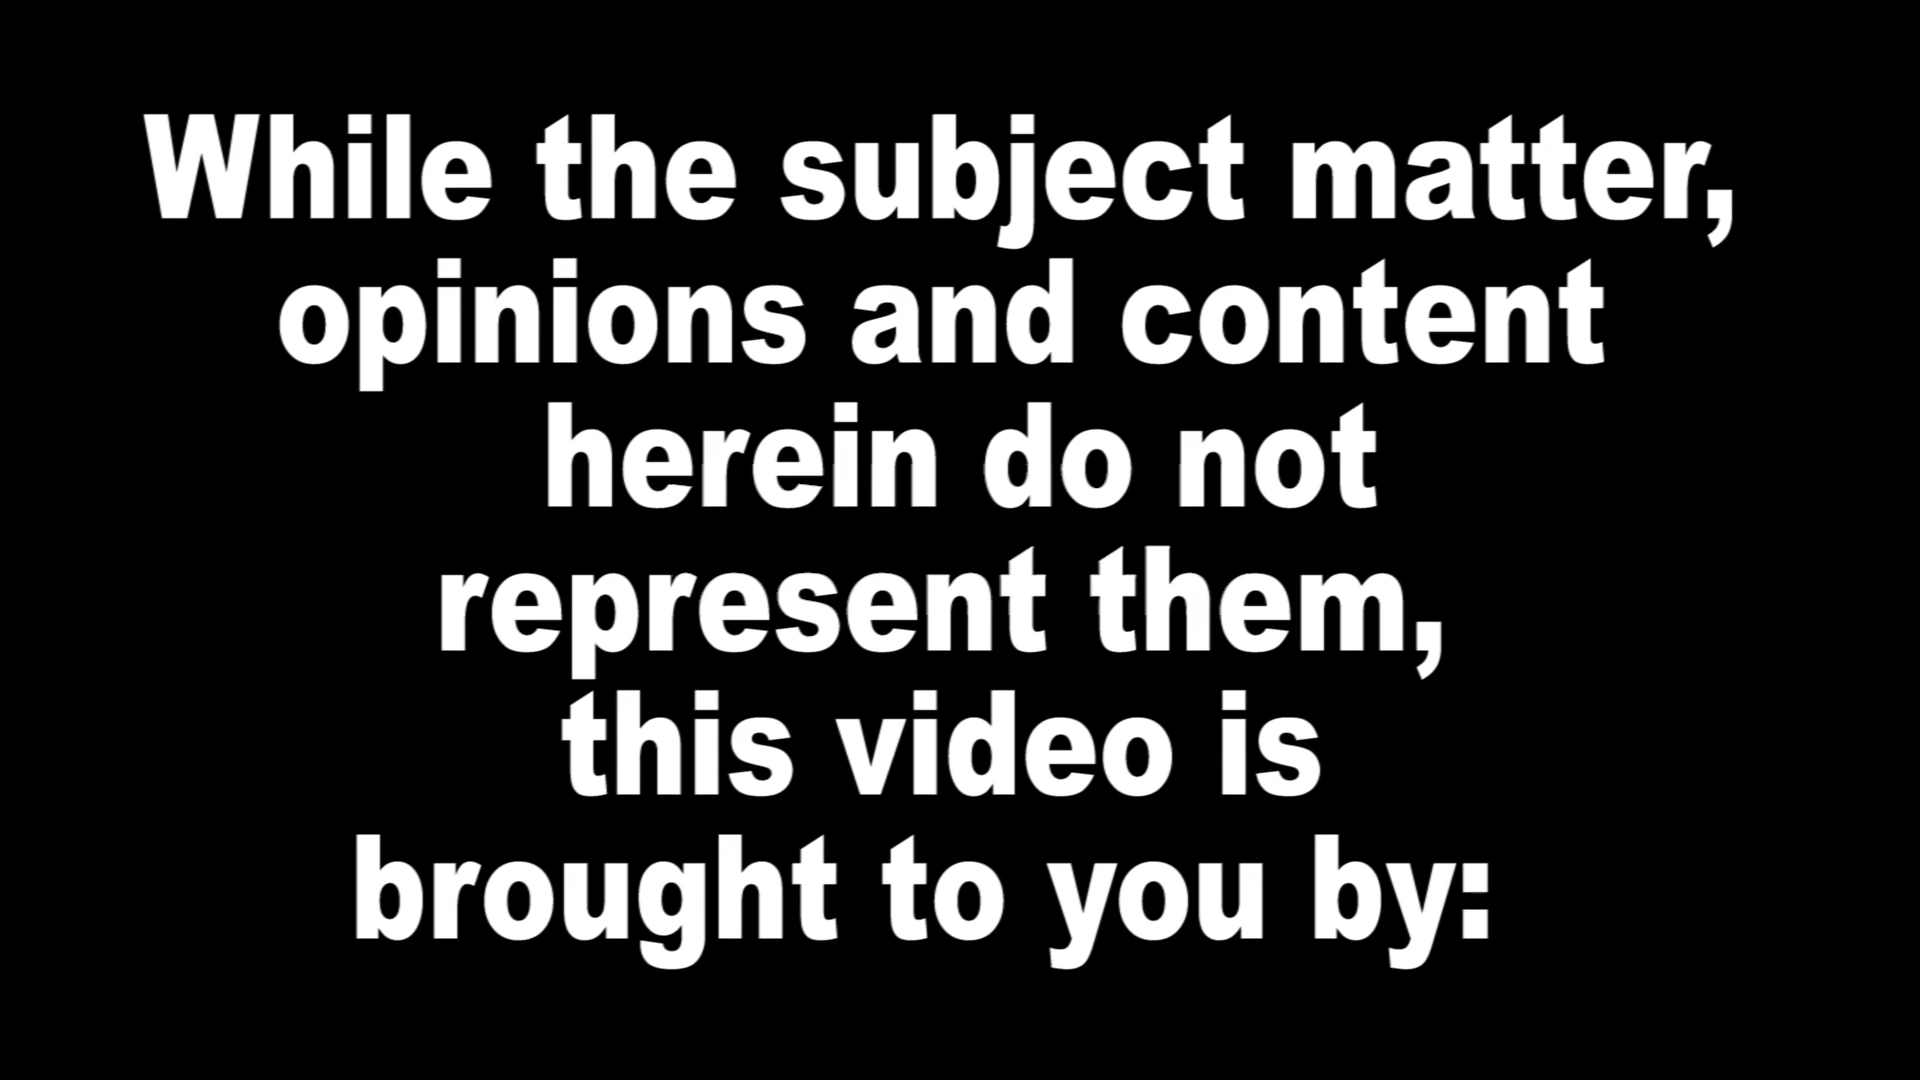 While the subject matter,
opinions and content
herein do not
represent them,
this video is
brought to you by: